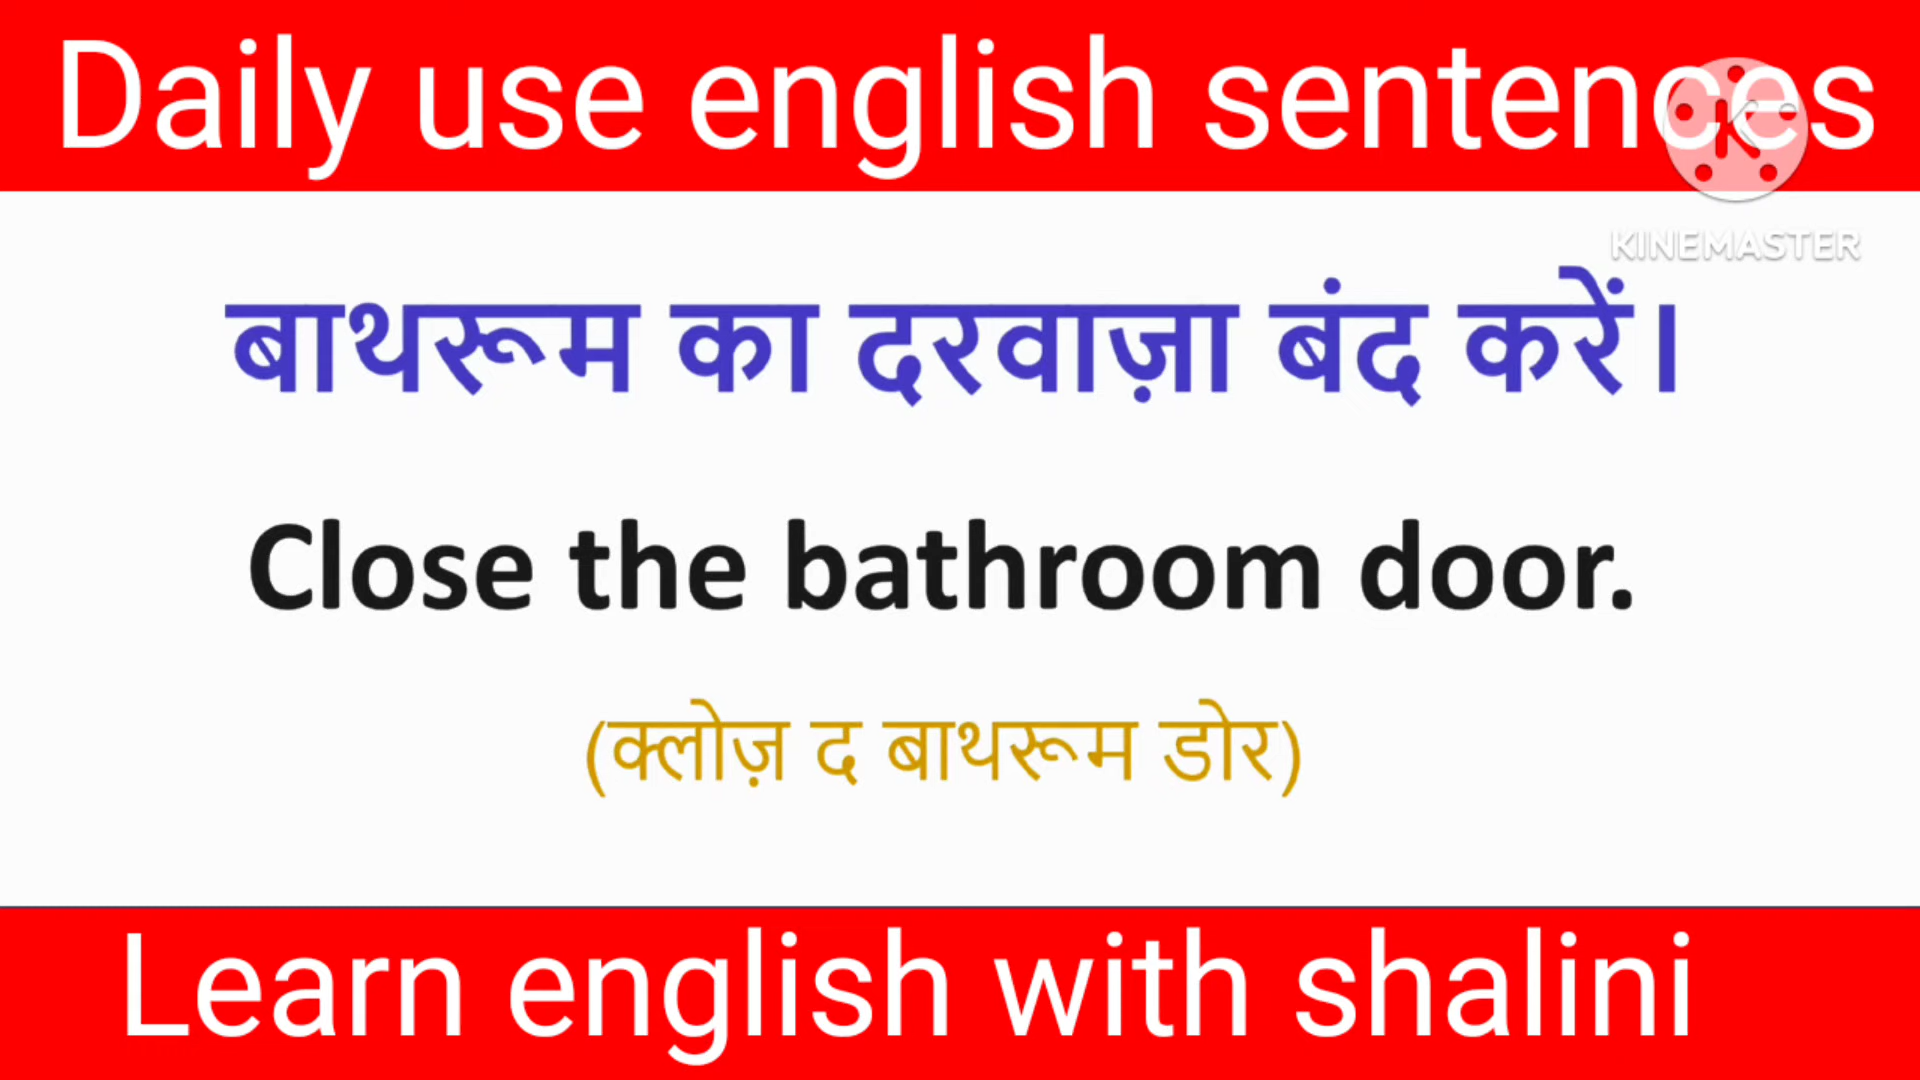 Daily use english sentences
KINEMASTER
बाथरूम का दरवाज़ा बंद करें।
Close the bathroom door.
(क्लोज़ द बाथरूम डोर)
Learn english with shalini